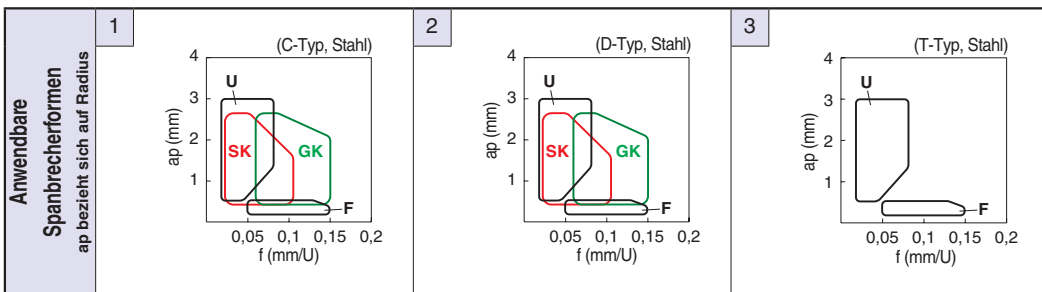 Anwendbare
Spanbrecherformen
ap bezieht sich auf Radius
1
(C-Typ, Stahl)
4
3
2
1
ap (mm)
U
SK
GK
F
0,05 0,1 0,15 0,2
f (mm/U)
2
(D-Typ, Stahl)
4
3
2
1
ap (mm)
U
SK
GK
F
0,05 0,1 0,15 0,2
f (mm/U)
3
(T-Typ, Stahl)
4
3
2
1
ap (mm)
U
F
0,05 0,1 0,15 0,2
f (mm/U)